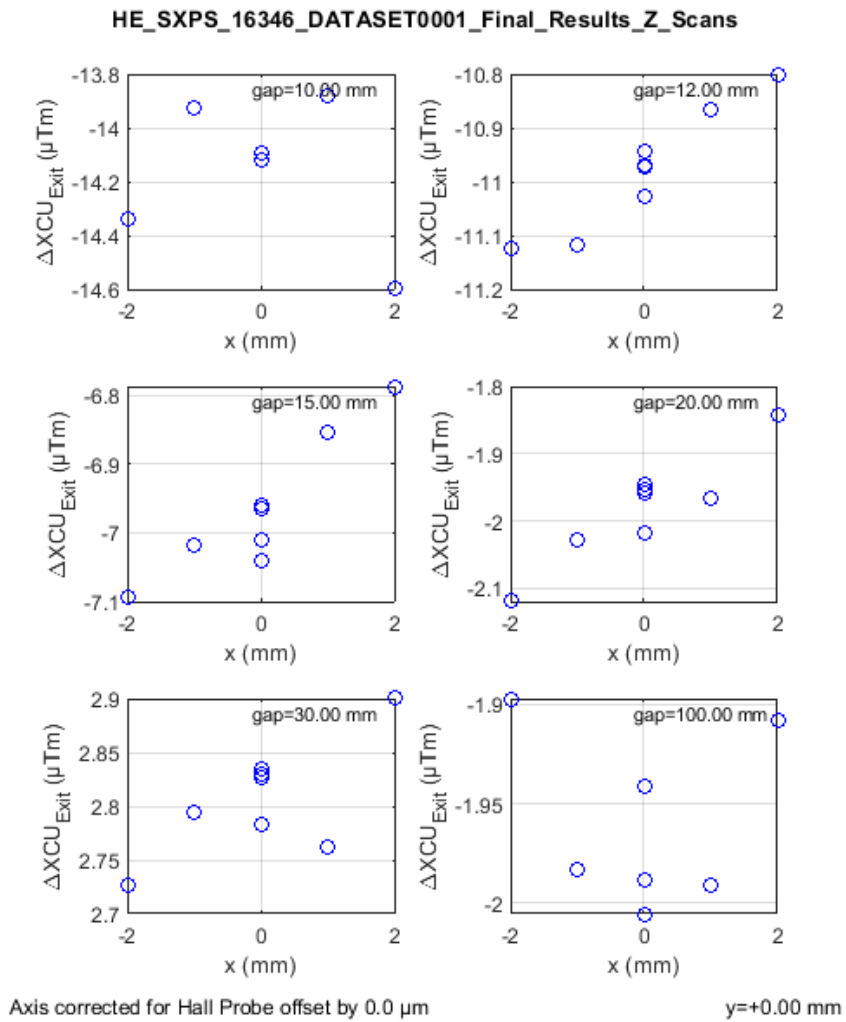 HE_SXPS_16346_DATASET0001_Final_Results_Z_Scans
gap=10.00 mm
-13.8
-14
-14.2
-14.4
-14.6
ΔXCU_Exit (µTm)
-2 0 2
x (mm)
gap=12.00 mm
-10.8
-10.9
-11
-11.1
-11.2
ΔXCU_Exit (µTm)
-2 0 2
x (mm)
gap=15.00 mm
-6.8
-6.9
-7
-7.1
ΔXCU_Exit (µTm)
-2 0 2
x (mm)
gap=20.00 mm
-1.8
-1.9
-2
-2.1
ΔXCU_Exit (µTm)
-2 0 2
x (mm)
gap=30.00 mm
2.9
2.85
2.8
2.75
2.7
ΔXCU_Exit (µTm)
-2 0 2
x (mm)
gap=100.00 mm
-1.9
-1.95
-2
ΔXCU_Exit (µTm)
-2 0 2
x (mm)
Axis corrected for Hall Probe offset by 0.0 µm
y=+0.00 mm